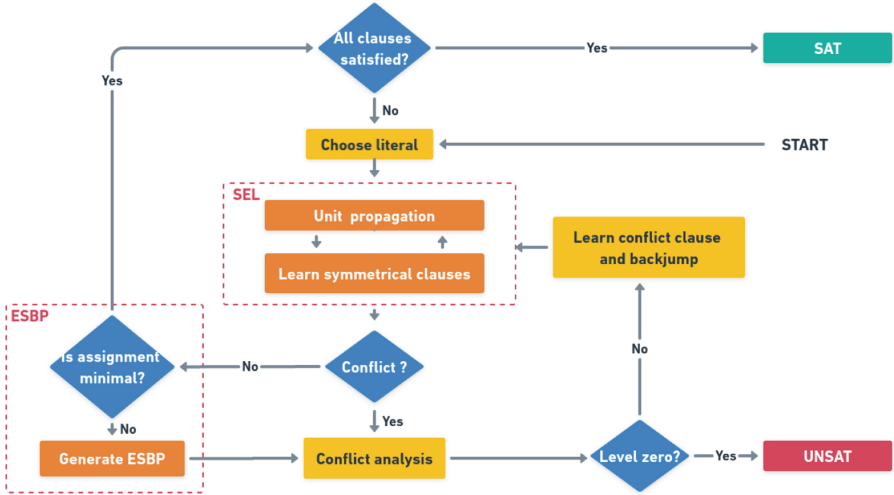 All clauses
satisfied?
Yes
SAT
Yes
No
Choose literal
START
SEL
Unit propagation
Learn symmetrical clauses
Learn conflict clause
and backjump
ESBP
Is assignment
minimal?
No
Conflict ?
No
No
Yes
Generate ESBP
Conflict analysis
Level zero?
Yes
UNSAT